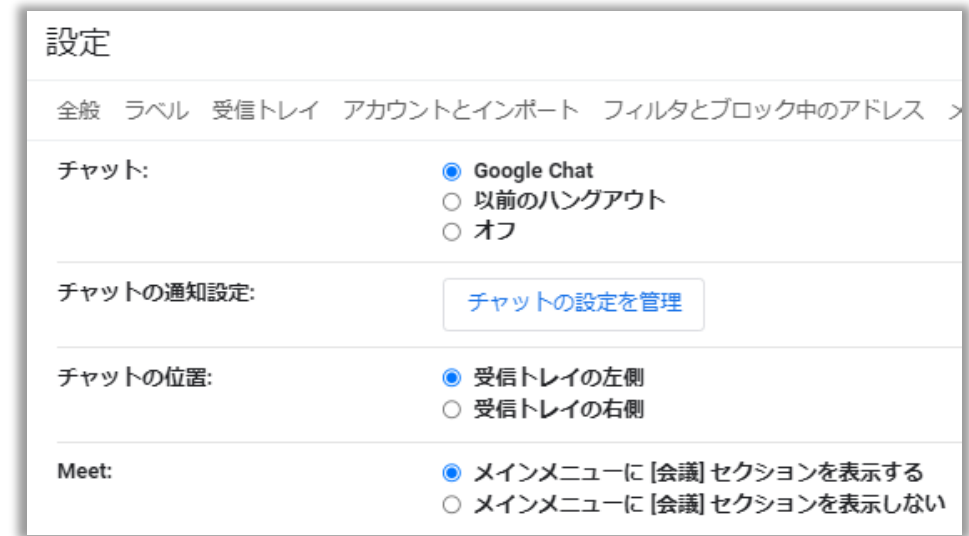 設定
全般 ラベル 受信トレイ アカウントとインポート フィルタとブロック中のアドレス
チャット: Google Chat
以前のハングアウト
オフ
チャットの通知設定: チャットの設定を管理
チャットの位置: 受信トレイの左側
受信トレイの右側
Meet: メインメニューに [会議] セクションを表示する
メインメニューに [会議] セクションを表示しない